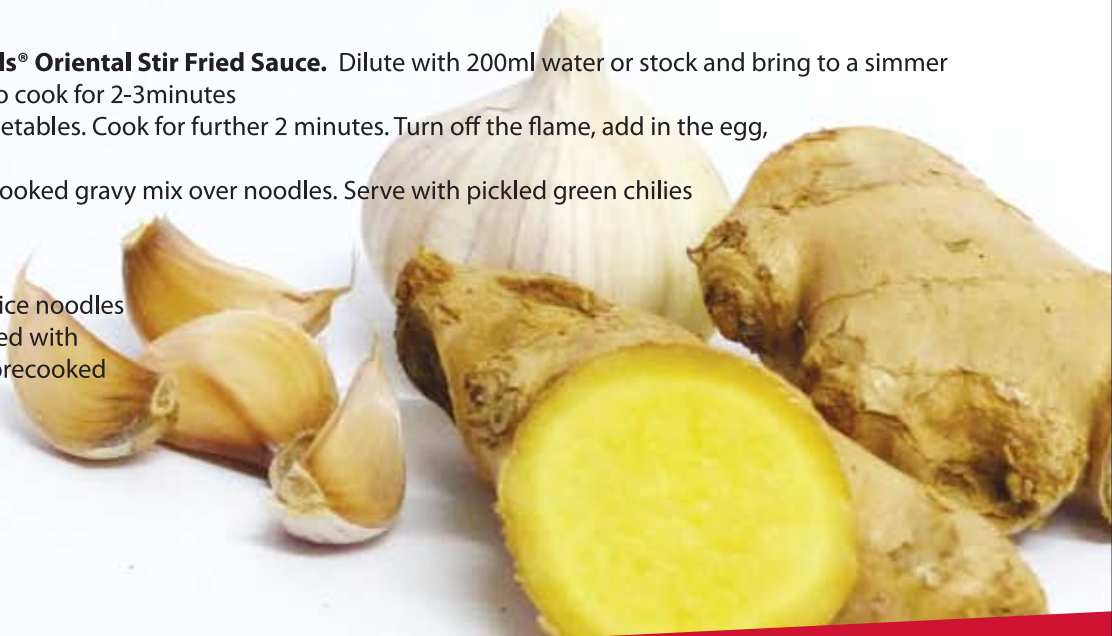 ls® Oriental Stir Fried Sauce. Dilute with 200ml water or stock and bring to a simmer
o cook for 2-3minutes
etables. Cook for further 2 minutes. Turn off the flame, add in the egg,
ooked gravy mix over noodles. Serve with pickled green chilies
ice noodles
ed with
precooked